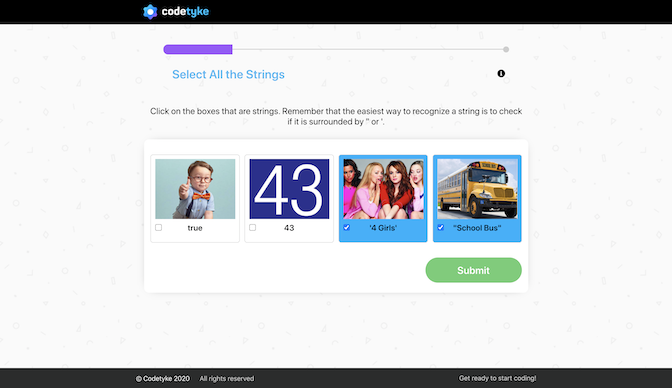 codetyke
Select All the Strings
Click on the boxes that are strings. Remember that the easiest way to recognize a string is to check
if it is surrounded by " or '.
43
true
43
'4 Girls'
"School Bus"
Submit
© Codetyke 2020 All rights reserved
Get ready to start coding!